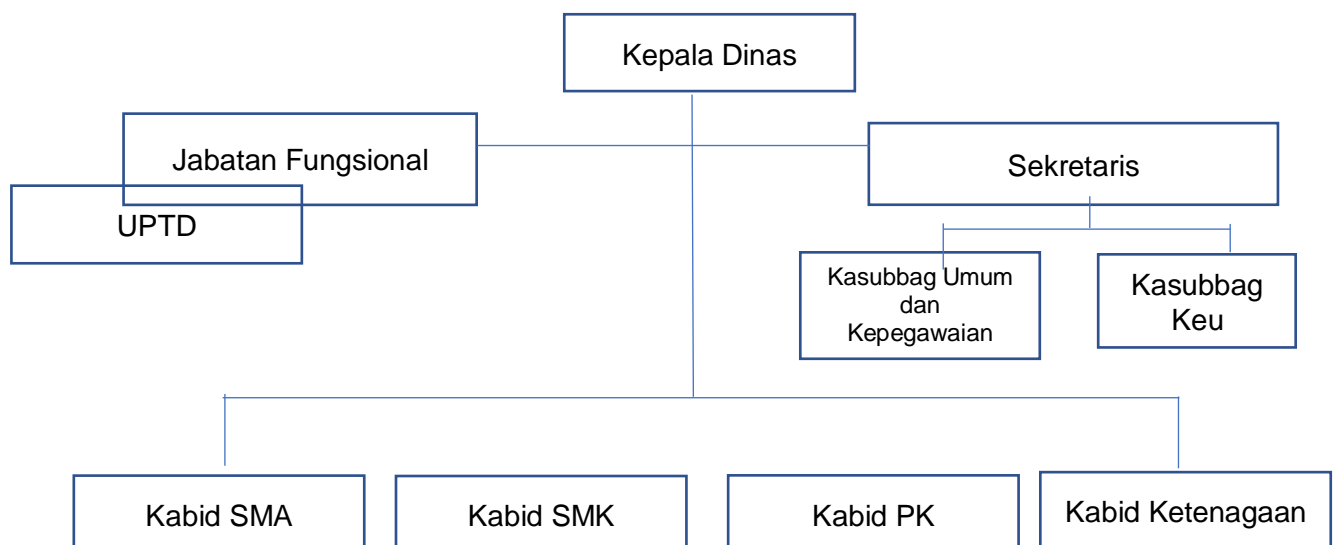 Kepala Dinas
Jabatan Fungsional
Sekretaris
UPTD
Kasubbag Umum
dan
Kepegawaian
Kasubbag
Keu
Kabid SMA
Kabid SMK
Kabid PK
Kabid Ketenagaan